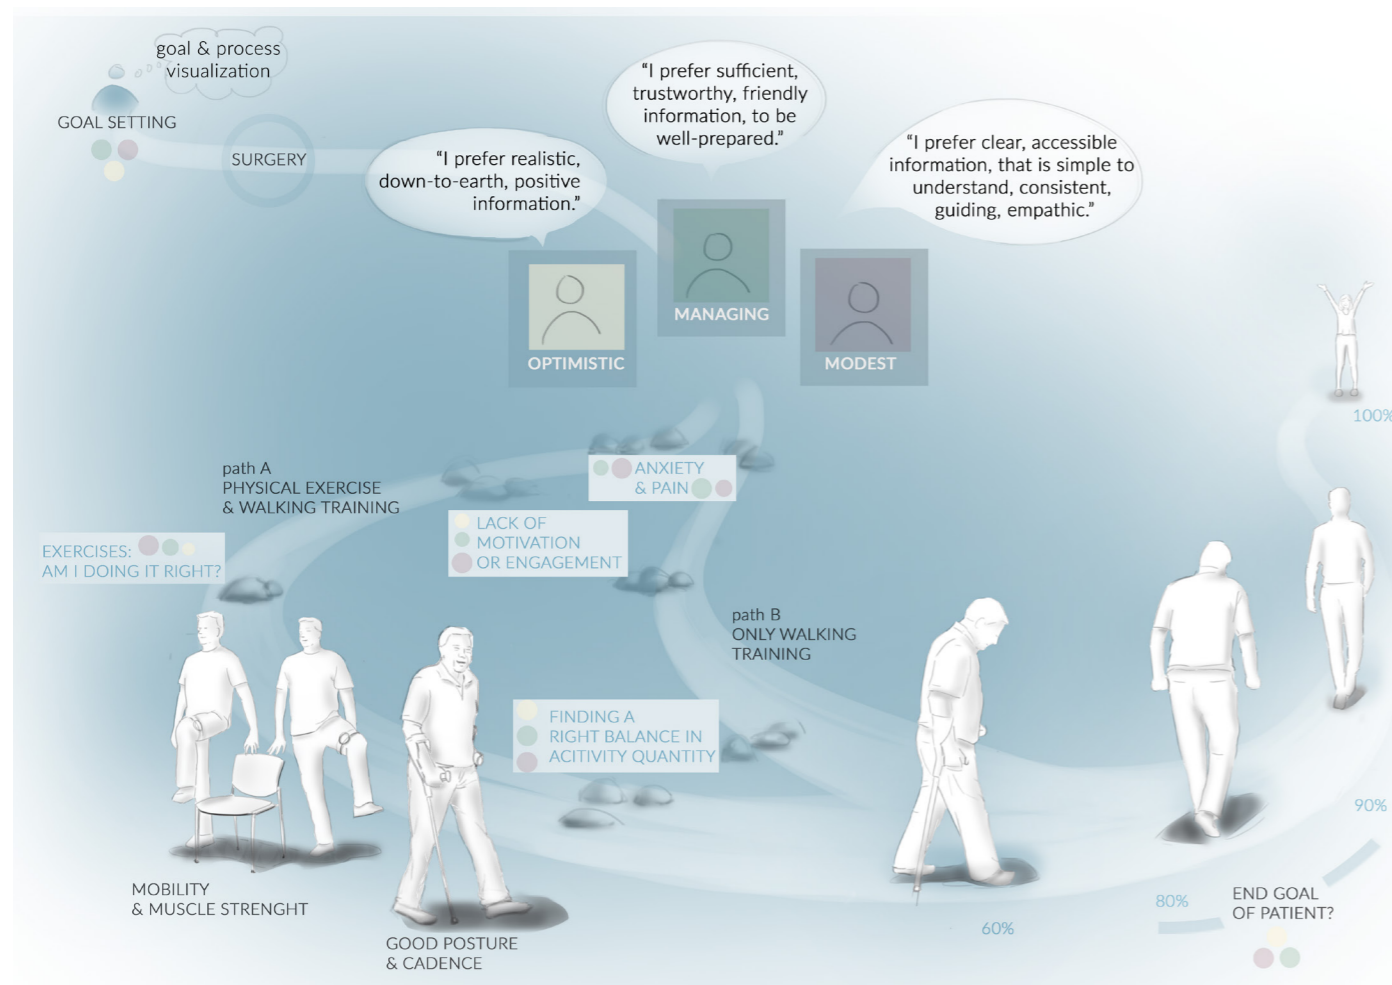 goal & process
visualization
GOAL SETTING
SURGERY
“I prefer realistic,
down-to-earth, positive
information.”
“I prefer sufficient,
trustworthy, friendly
information, to be
well-prepared.”
“I prefer clear, accessible
information, that is simple to
understand, consistent,
guiding, empathic.”
OPTIMISTIC
MANAGING
MODEST
path A
PHYSICAL EXERCISE
& WALKING TRAINING
ANXIETY
& PAIN
LACK OF
MOTIVATION
OR ENGAGEMENT
EXERCISES:
AM I DOING IT RIGHT?
path B
ONLY WALKING
TRAINING
FINDING A
RIGHT BALANCE IN
ACITIVITY QUANTITY
MOBILITY
& MUSCLE STRENGHT
GOOD POSTURE
& CADENCE
60%
80%
END GOAL
OF PATIENT?
90%
100%